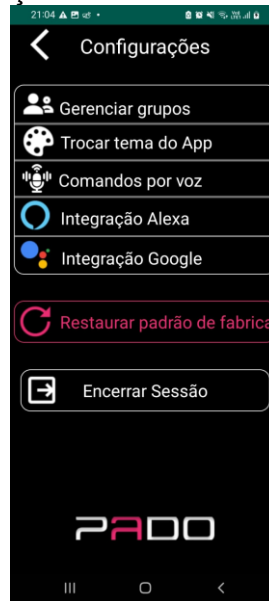 21:04
Configurações
Gerenciar grupos
Trocar tema do App
Comandos por voz
Integração Alexa
Integração Google
Restaurar padrão de fabrica
Encerrar Sessão
PADO